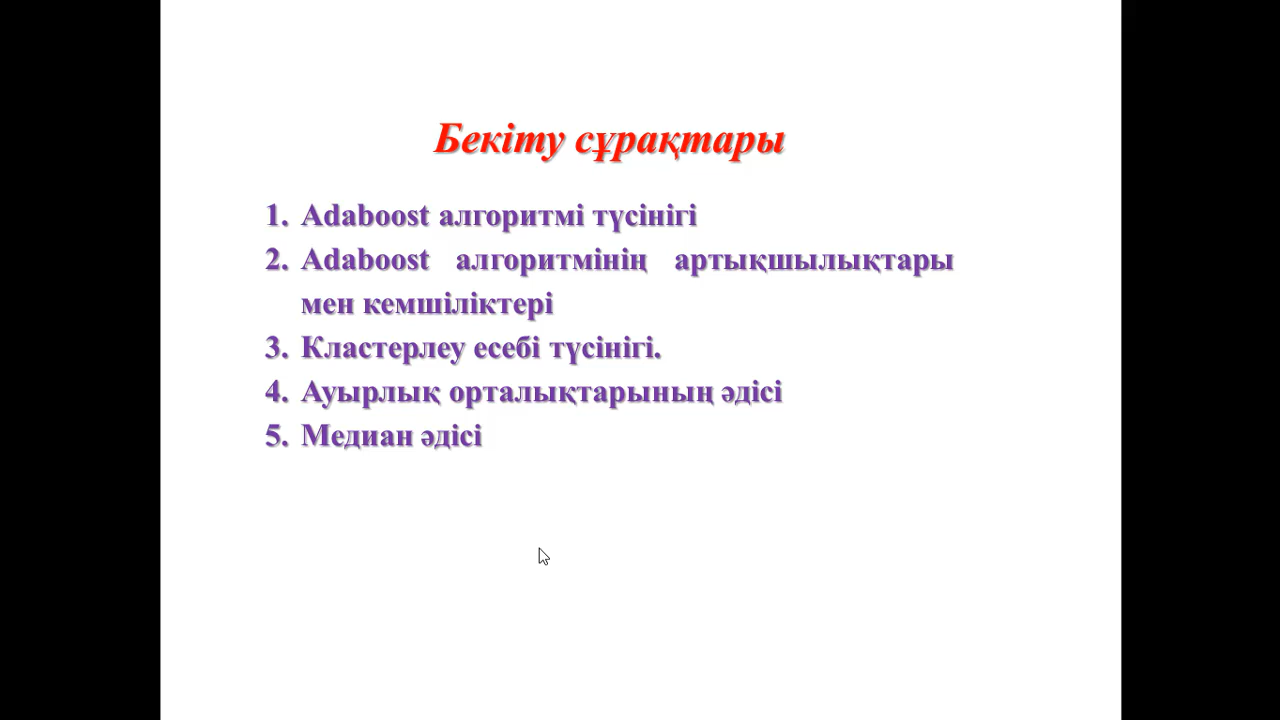 Бекіту сұрақтары
1. Adaboost алгоритмі түсінігі
2. Adaboost алгоритмінің артықшылықтары
мен кемшіліктері
3. Кластерлеу есебі түсінігі.
4. Ауырлық орталықтарының әдісі
5. Медиан әдісі